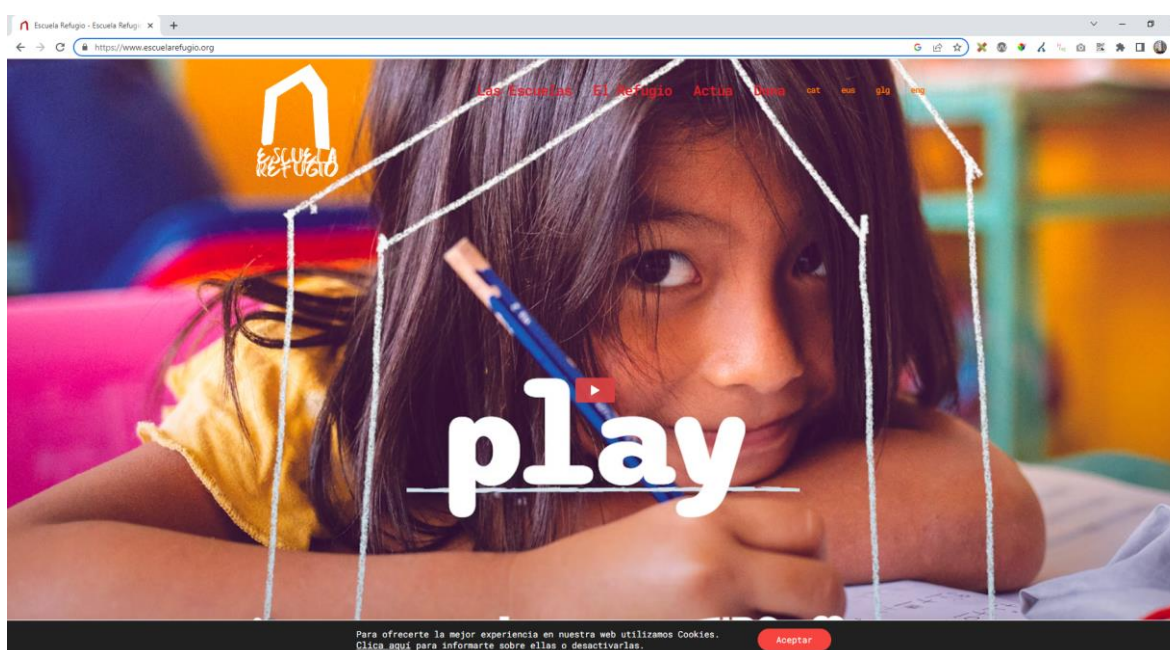 Escuela Refugio - Escuela Refugi
https://www.escuelarefugio.org
ESCUELA
REFUGIO
Las Escuelas El Refugio Actúa Dona cat eus glg eng
play
Para ofrecerte la mejor experiencia en nuestra web utilizamos Cookies.
Clica aquí para informarte sobre ellas o desactivarlas.
Aceptar